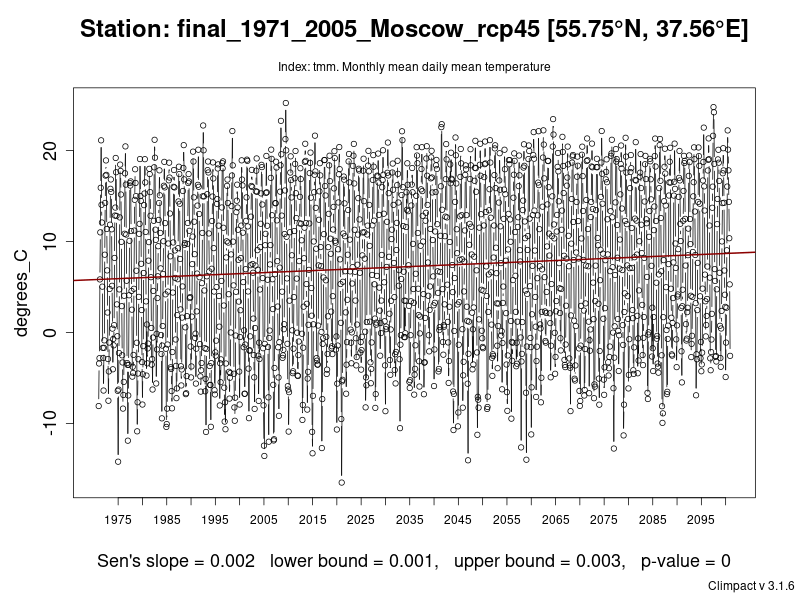 Station: final_1971_2005_Moscow_rcp45 [55.75°N, 37.56°E]
Index: tmm. Monthly mean daily mean temperature
degrees_C
20
10
0
-10
1975 1985 1995 2005 2015 2025 2035 2045 2055 2065 2075 2085 2095
Sen's slope = 0.002 lower bound = 0.001, upper bound = 0.003, p-value = 0
Climpact v 3.1.6